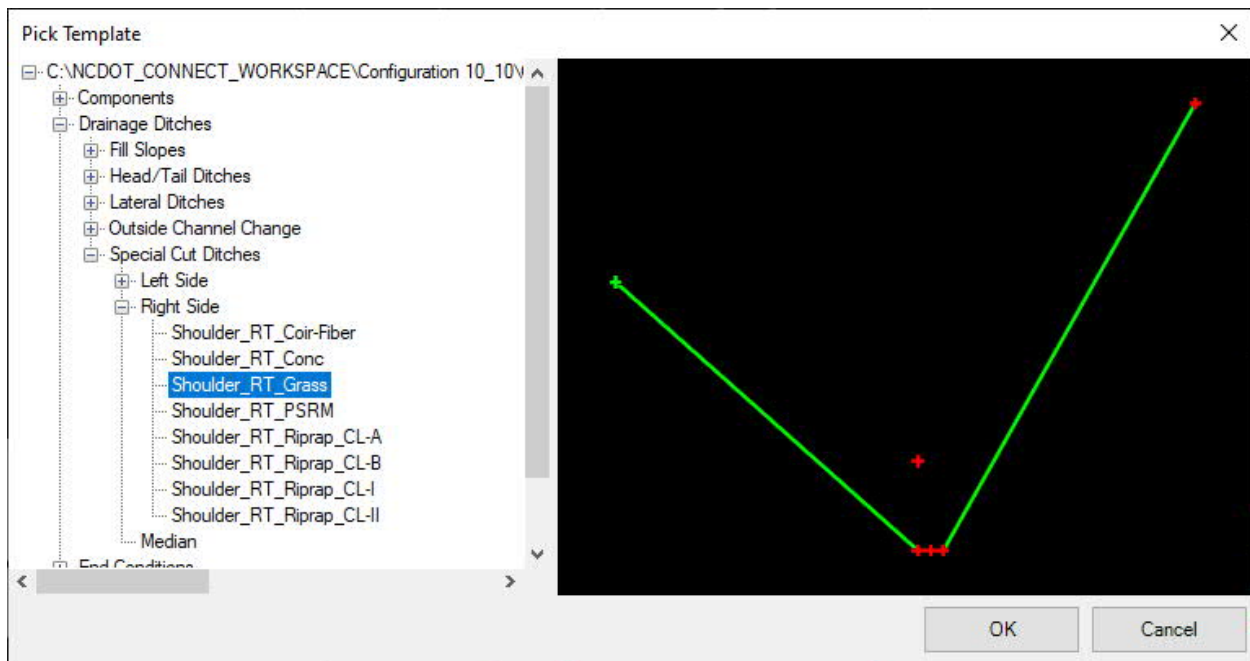 Pick Template
C:\NCDOT_CONNECT_WORKSPACE\Configuration 10_10\
Components
Drainage Ditches
Fill Slopes
Head/Tail Ditches
Lateral Ditches
Outside Channel Change
Special Cut Ditches
Left Side
Right Side
Shoulder_RT_Coir-Fiber
Shoulder_RT_Conc
Shoulder_RT_Grass
Shoulder_RT_PSRM
Shoulder_RT_Riprap_CL-A
Shoulder_RT_Riprap_CL-B
Shoulder_RT_Riprap_CL-I
Shoulder_RT_Riprap_CL-II
Median
End Conditions
OK Cancel